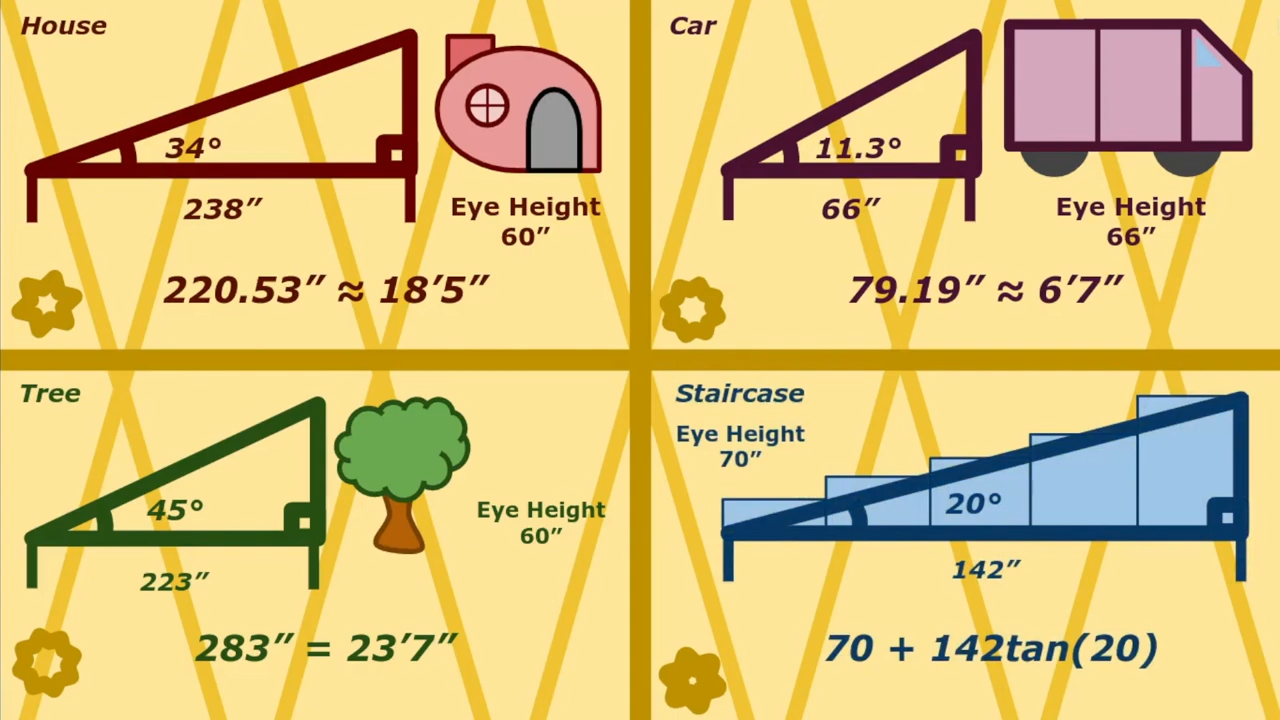 House
34°
238″
Eye Height
60″
220.53″ ≈ 18′5″
Car
11.3°
66″
Eye Height
66″
79.19″ ≈ 6′7″
Tree
45°
223″
Eye Height
60″
283″ = 23′7″
Staircase
Eye Height
70″
20°
142″
70 + 142tan(20)